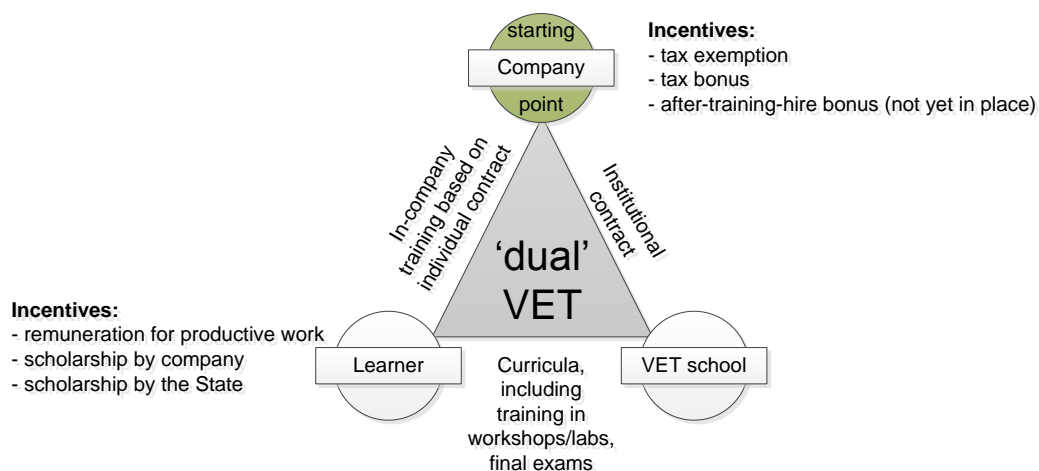 starting
Company
point
Incentives:
- tax exemption
- tax bonus
- after-training-hire bonus (not yet in place)
In-company
training based on
individual contract
Institutional
contract
‘dual’
VET
Incentives:
- remuneration for productive work
- scholarship by company
- scholarship by the State
Learner
Curricula,
including
training in
workshops/labs,
final exams
VET school